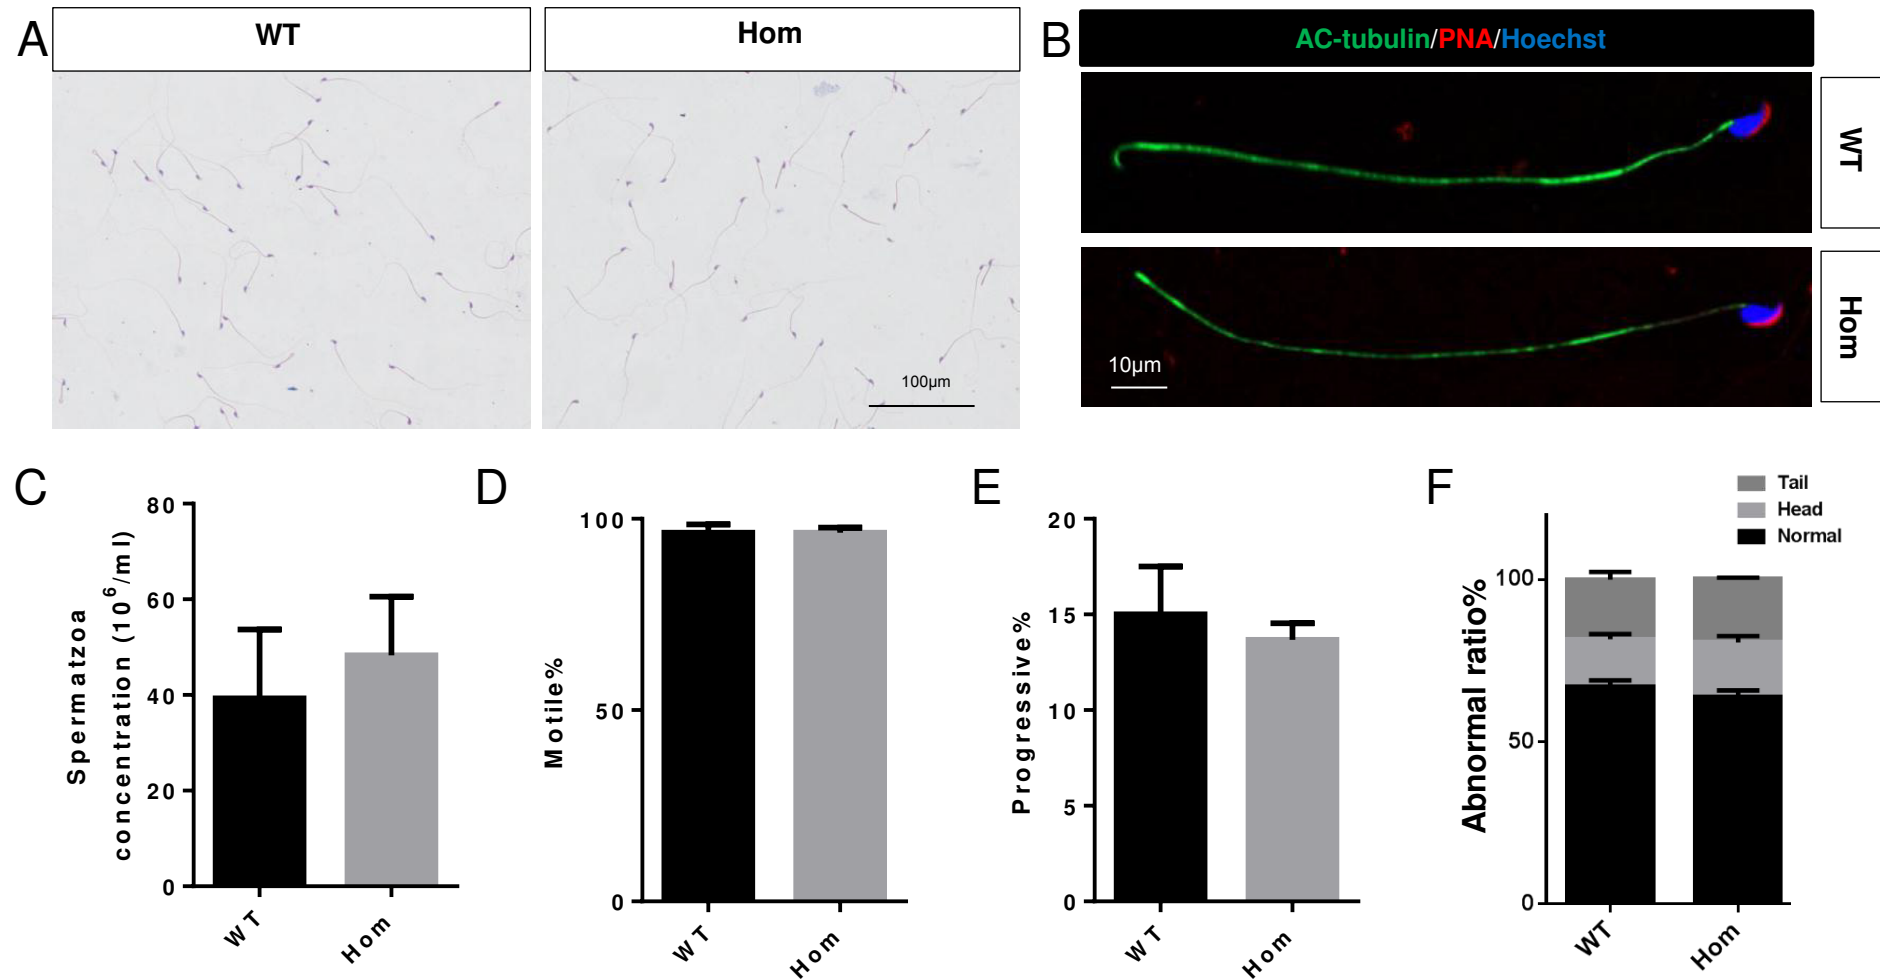 A
WT
Hom
100μm
B
AC-tubulin/PNA/Hoechst
WT
Hom
10μm
C
Spermatzoa
concentration (10⁶/ml)
80
60
40
20
0
WT
Hom
D
Motile%
100
50
0
WT
Hom
E
Progressive%
20
15
10
5
0
WT
Hom
F
Tail
Head
Normal
Abnormal ratio%
100
50
0
WT
Hom